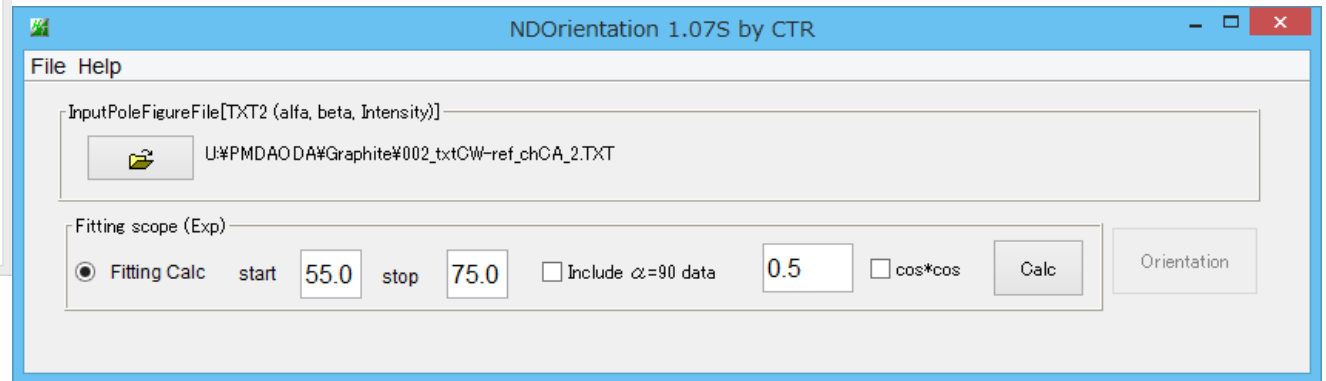 NDOrientation 1.07S by CTR
File Help
InputPoleFigureFile[TXT2 (alfa, beta, Intensity)]
U:¥PMDAODA¥Graphite¥002_txtCW-ref_chCA_2.TXT
Fitting scope (Exp)
Fitting Calc start 55.0 stop 75.0 Include α=90 data 0.5 cos*cos Calc Orientation